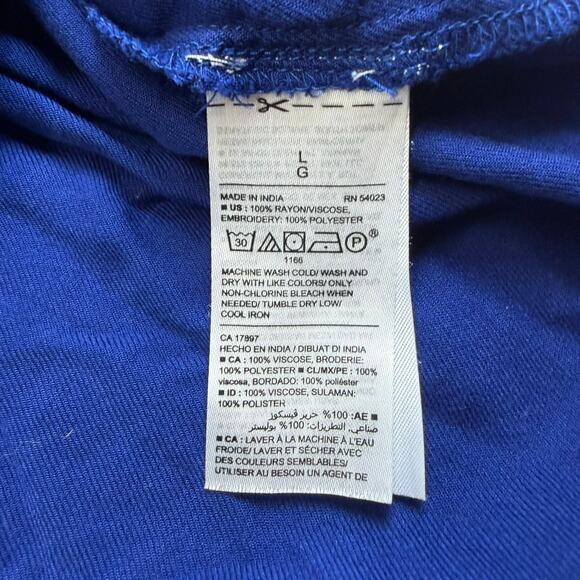 L
G
MADE IN INDIA RN 54023
■ US : 100% RAYON/VISCOSE,
EMBROIDERY: 100% POLYESTER
30 P ®
1166
MACHINE WASH COLD/ WASH AND
DRY WITH LIKE COLORS/ ONLY
NON-CHLORINE BLEACH WHEN
NEEDED/ TUMBLE DRY LOW/
COOL IRON
CA 17897
HECHO EN INDIA / DIBUAT DI INDIA
■ CA : 100% VISCOSE, BRODERIE:
100% POLYESTER ■ CL/MX/PE : 100%
viscosa, BORDADO: 100% poliéster
■ ID : 100% VISCOSE, SULAMAN:
100% POLISTER
■ AE: 100% حرير فيسكوز
صناعي, التطريزات: 100% بوليستر
■ CA : LAVER À LA MACHINE À L'EAU
FROIDE/ LAVER ET SÉCHER AVEC
DES COULEURS SEMBLABLES/
UTILISER AU BESOIN UN AGENT DE